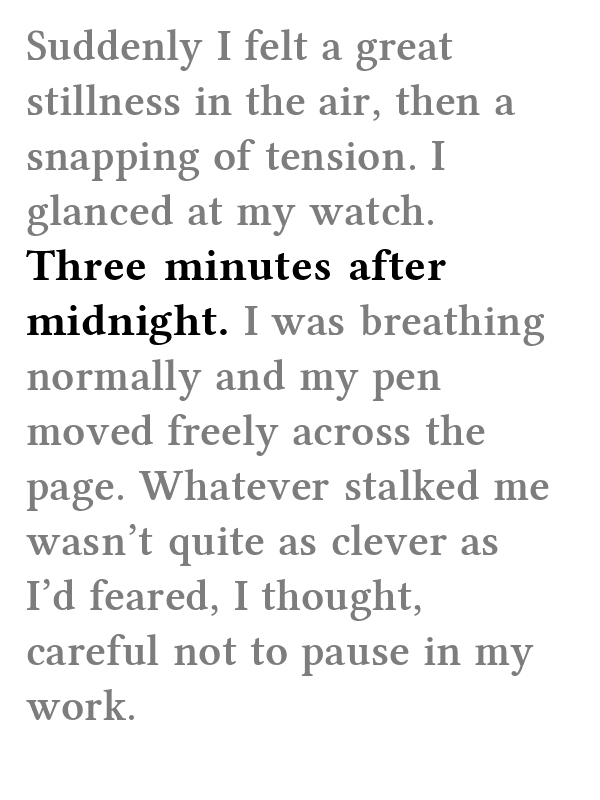 Suddenly I felt a great
stillness in the air, then a
snapping of tension. I
glanced at my watch.
Three minutes after
midnight. I was breathing
normally and my pen
moved freely across the
page. Whatever stalked me
wasn’t quite as clever as
I’d feared, I thought,
careful not to pause in my
work.